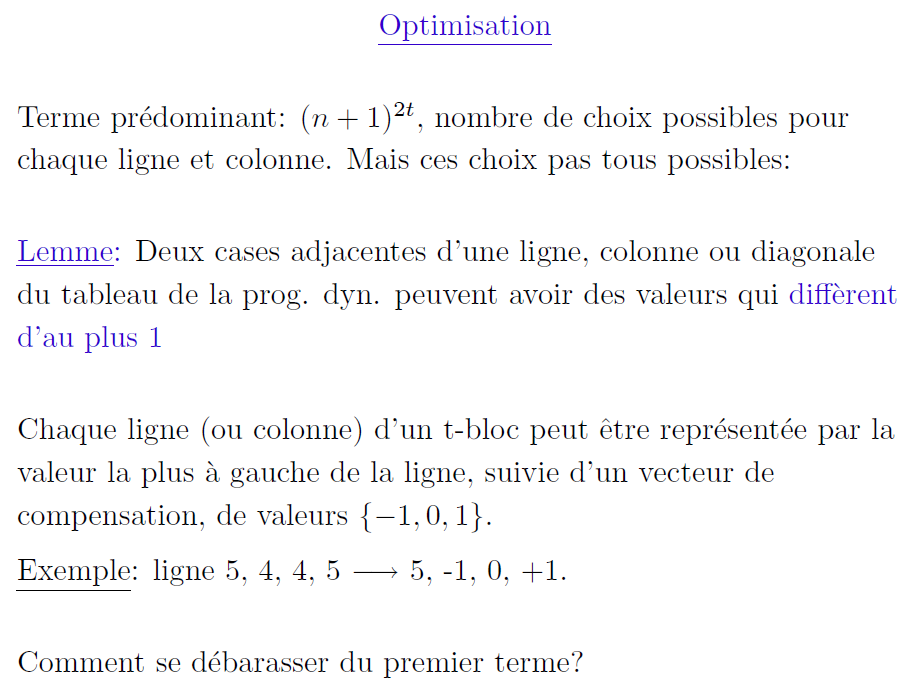 Optimisation
Terme prédominant: (n + 1)^{2t}, nombre de choix possibles pour
chaque ligne et colonne. Mais ces choix pas tous possibles:
Lemme: Deux cases adjacentes d'une ligne, colonne ou diagonale
du tableau de la prog. dyn. peuvent avoir des valeurs qui diffèrent
d'au plus 1
Chaque ligne (ou colonne) d'un t-bloc peut être représentée par la
valeur la plus à gauche de la ligne, suivie d'un vecteur de
compensation, de valeurs {−1, 0, 1}.
Exemple: ligne 5, 4, 4, 5 ⟶ 5, -1, 0, +1.
Comment se débarasser du premier terme?